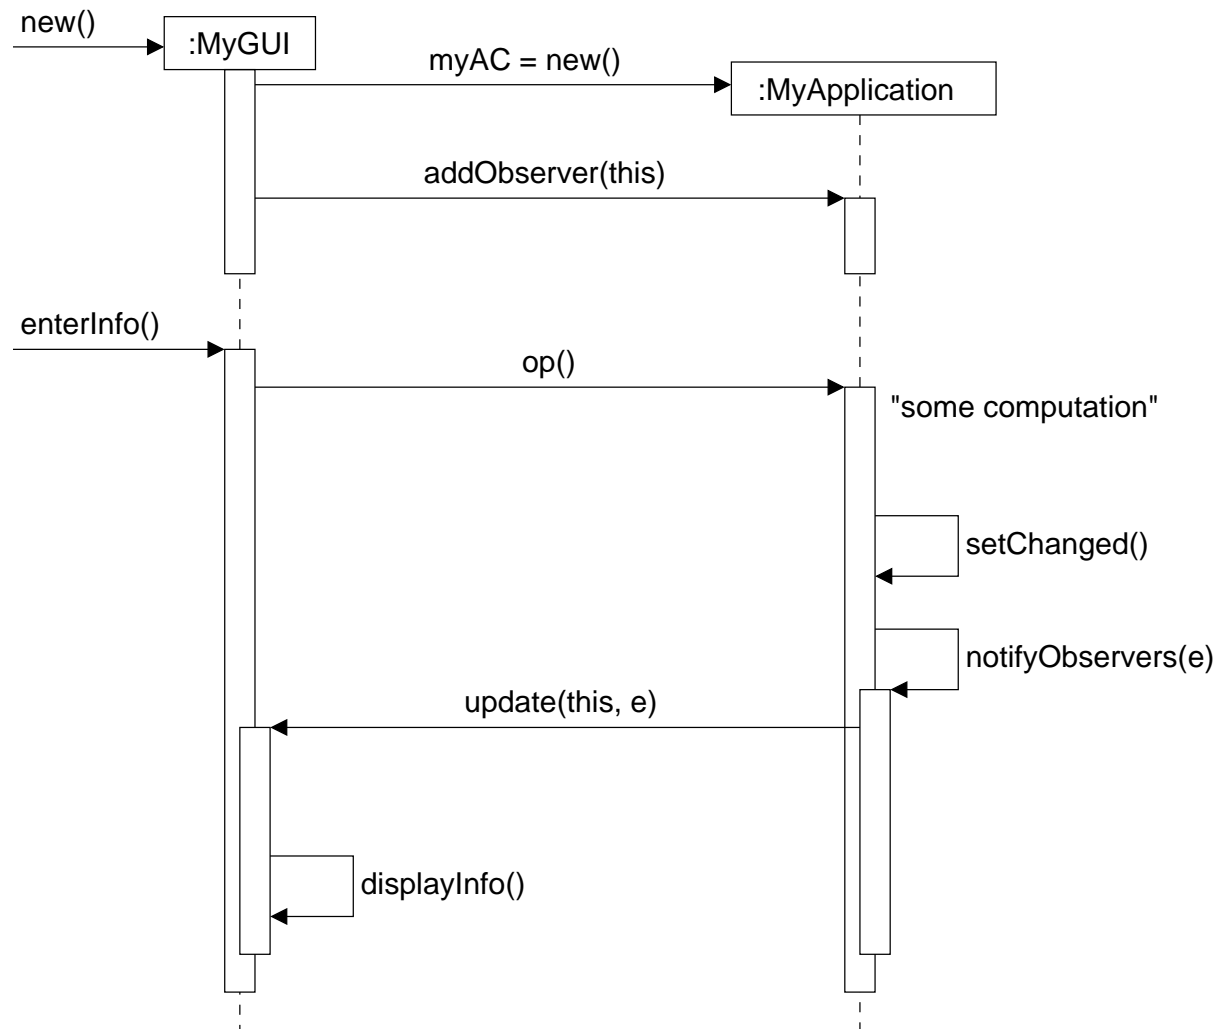 new()
:MyGUI
myAC = new()
:MyApplication
addObserver(this)
enterInfo()
op()
"some computation"
setChanged()
notifyObservers(e)
update(this, e)
displayInfo()